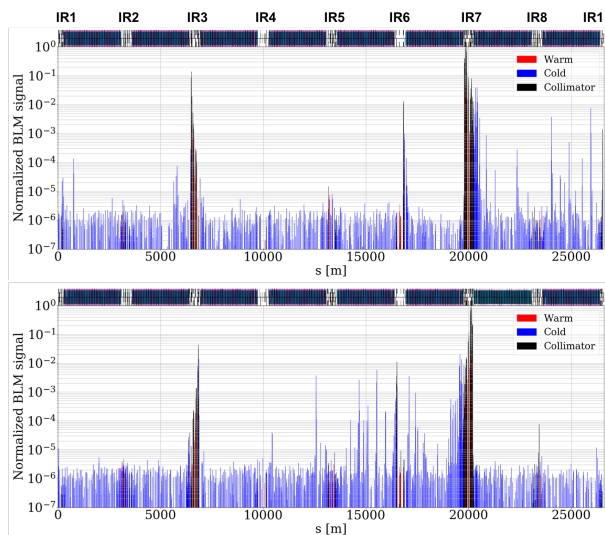 IR1 IR2 IR3 IR4 IR5 IR6 IR7 IR8 IR1
Normalized BLM signal
10^0
10^-1
10^-2
10^-3
10^-4
10^-5
10^-6
10^-7
Warm
Cold
Collimator
0 5000 10000 15000 20000 25000
s [m]
Normalized BLM signal
10^0
10^-1
10^-2
10^-3
10^-4
10^-5
10^-6
10^-7
Warm
Cold
Collimator
0 5000 10000 15000 20000 25000
s [m]